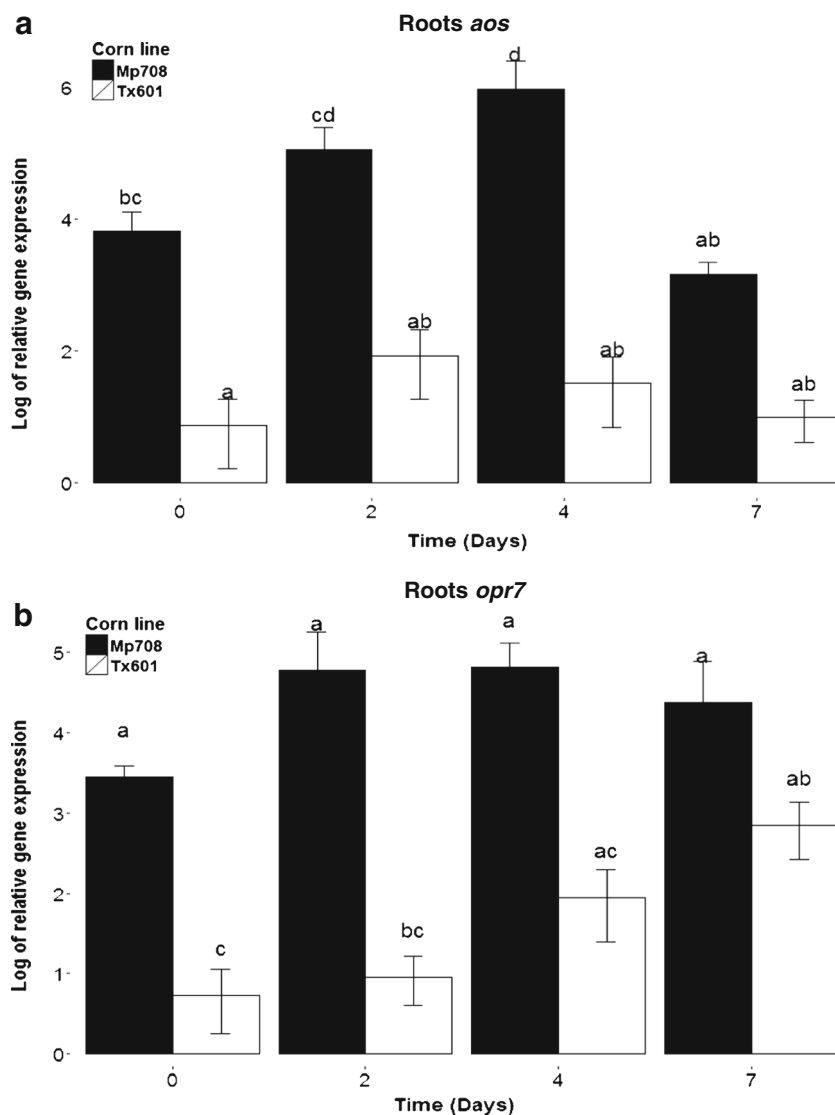 a
Roots aos
Corn line
Mp708
Tx601
Log of relative gene expression
6
4
2
0
bc
a
cd
ab
d
ab
ab
ab
0 2 4 7
Time (Days)
b
Roots opr7
Corn line
Mp708
Tx601
Log of relative gene expression
5
4
3
2
1
0
a
c
a
bc
a
ac
a
ab
0 2 4 7
Time (Days)